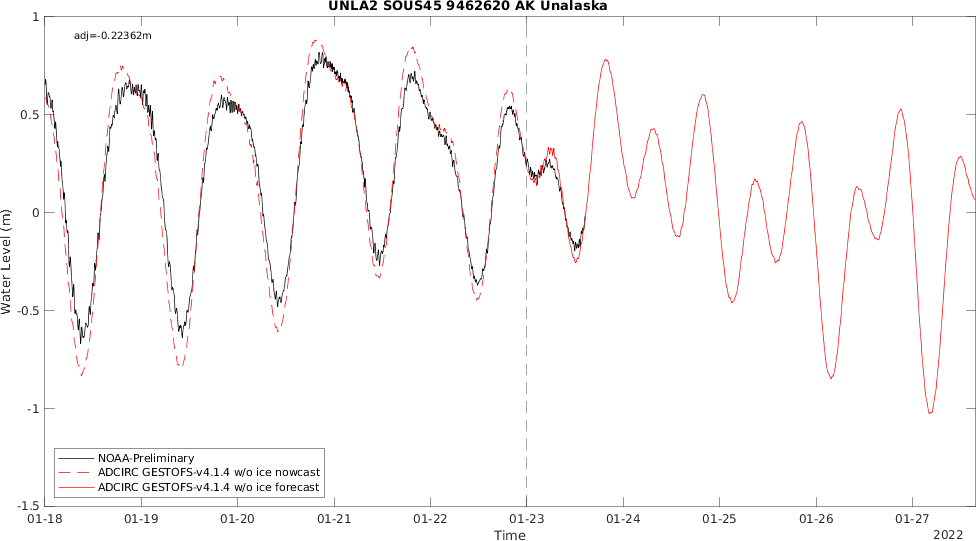 UNLA2 SOUS45 9462620 AK Unalaska
adj=-0.22362m
1
0.5
0
-0.5
-1
-1.5
Water Level (m)
NOAA-Preliminary
ADCIRC GESTOFS-v4.1.4 w/o ice nowcast
ADCIRC GESTOFS-v4.1.4 w/o ice forecast
01-18 01-19 01-20 01-21 01-22 01-23 01-24 01-25 01-26 01-27
Time
2022